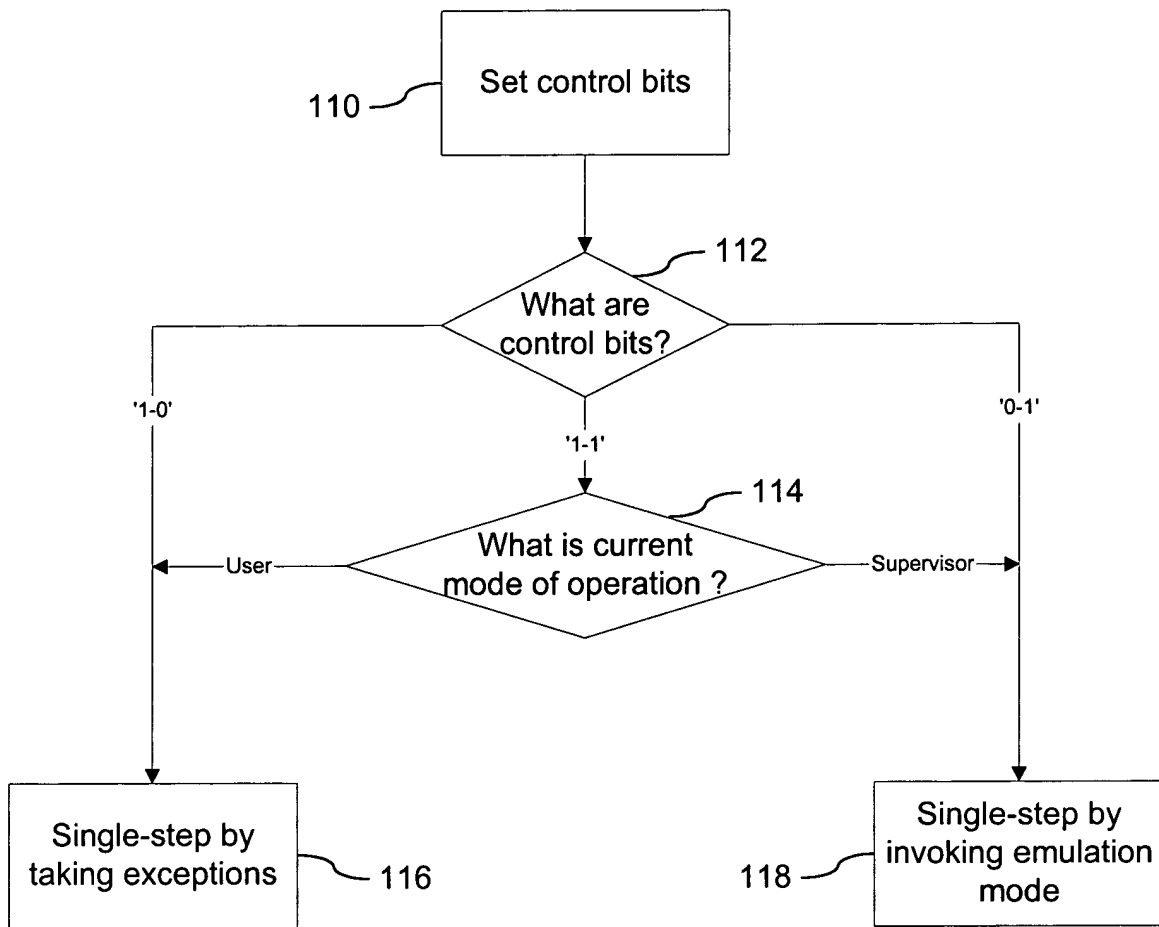 Set control bits
110
112
What are
control bits?
'1-0'
'0-1'
'1-1'
114
What is current
mode of operation ?
User
Supervisor
Single-step by
taking exceptions
116
Single-step by
invoking emulation
mode
118